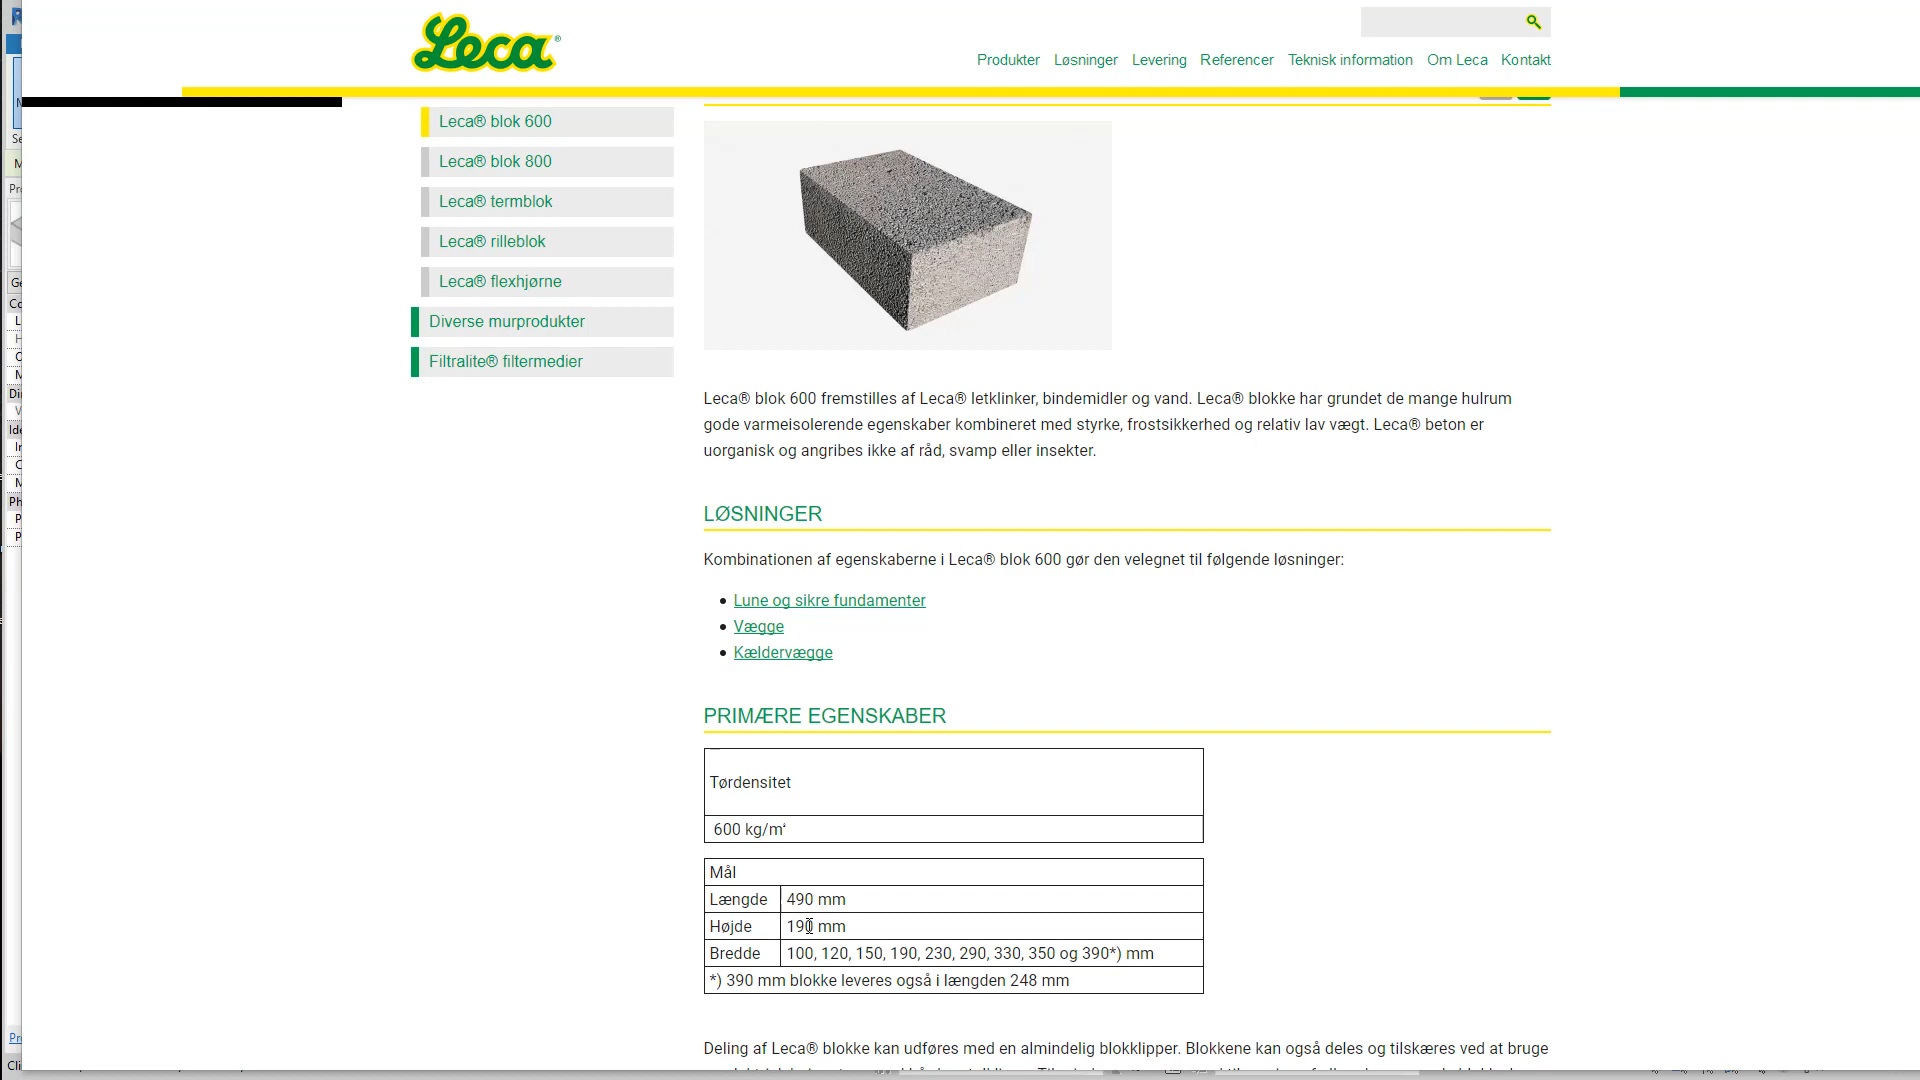 Leca®
Produkter Løsninger Levering Referencer Teknisk information Om Leca Kontakt
Leca® blok 600
Leca® blok 800
Leca® termblok
Leca® rilleblok
Leca® flexhjørne
Diverse murprodukter
Filtralite® filtermedier
Leca® blok 600 fremstilles af Leca® letklinker, bindemidler og vand. Leca® blokke har grundet de mange hulrum
gode varmeisolerende egenskaber kombineret med styrke, frostsikkerhed og relativ lav vægt. Leca® beton er
uorganisk og angribes ikke af råd, svamp eller insekter.
LØSNINGER
Kombinationen af egenskaberne i Leca® blok 600 gør den velegnet til følgende løsninger:
• Lune og sikre fundamenter
• Vægge
• Kældervægge
PRIMÆRE EGENSKABER
Tørdensitet
600 kg/m³
Mål
Længde 490 mm
Højde 190 mm
Bredde 100, 120, 150, 190, 230, 290, 330, 350 og 390*) mm
*) 390 mm blokke leveres også i længden 248 mm
Deling af Leca® blokke kan udføres med en almindelig blokklipper. Blokkene kan også deles og tilskæres ved at bruge